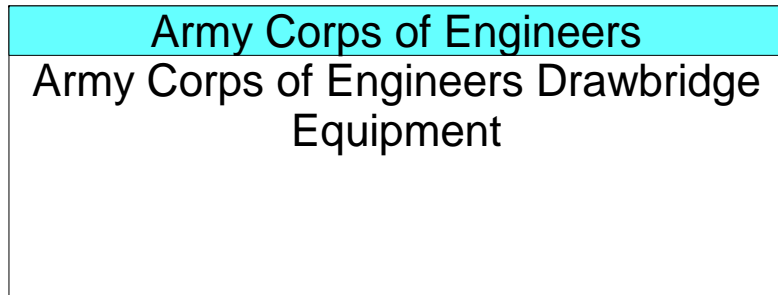 Army Corps of Engineers
Army Corps of Engineers Drawbridge
Equipment